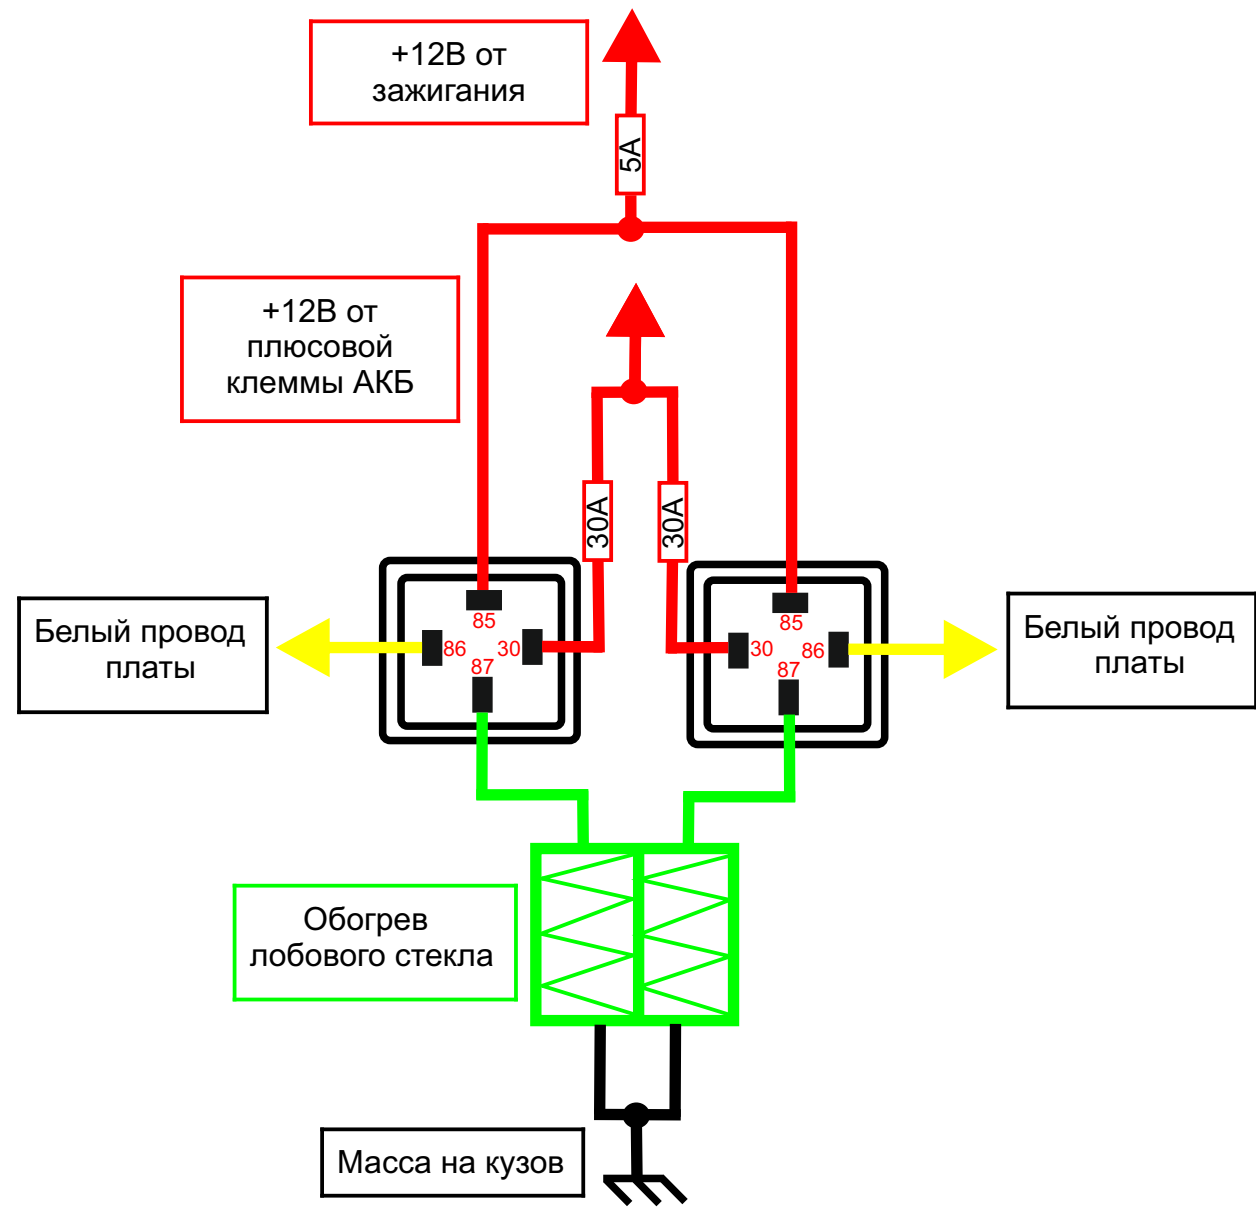 +12В от
зажигания
5А
+12В от
плюсовой
клеммы АКБ
30А
30А
Белый провод
платы
85
86
30
87
85
30
86
87
Белый провод
платы
Обогрев
лобового стекла
Масса на кузов